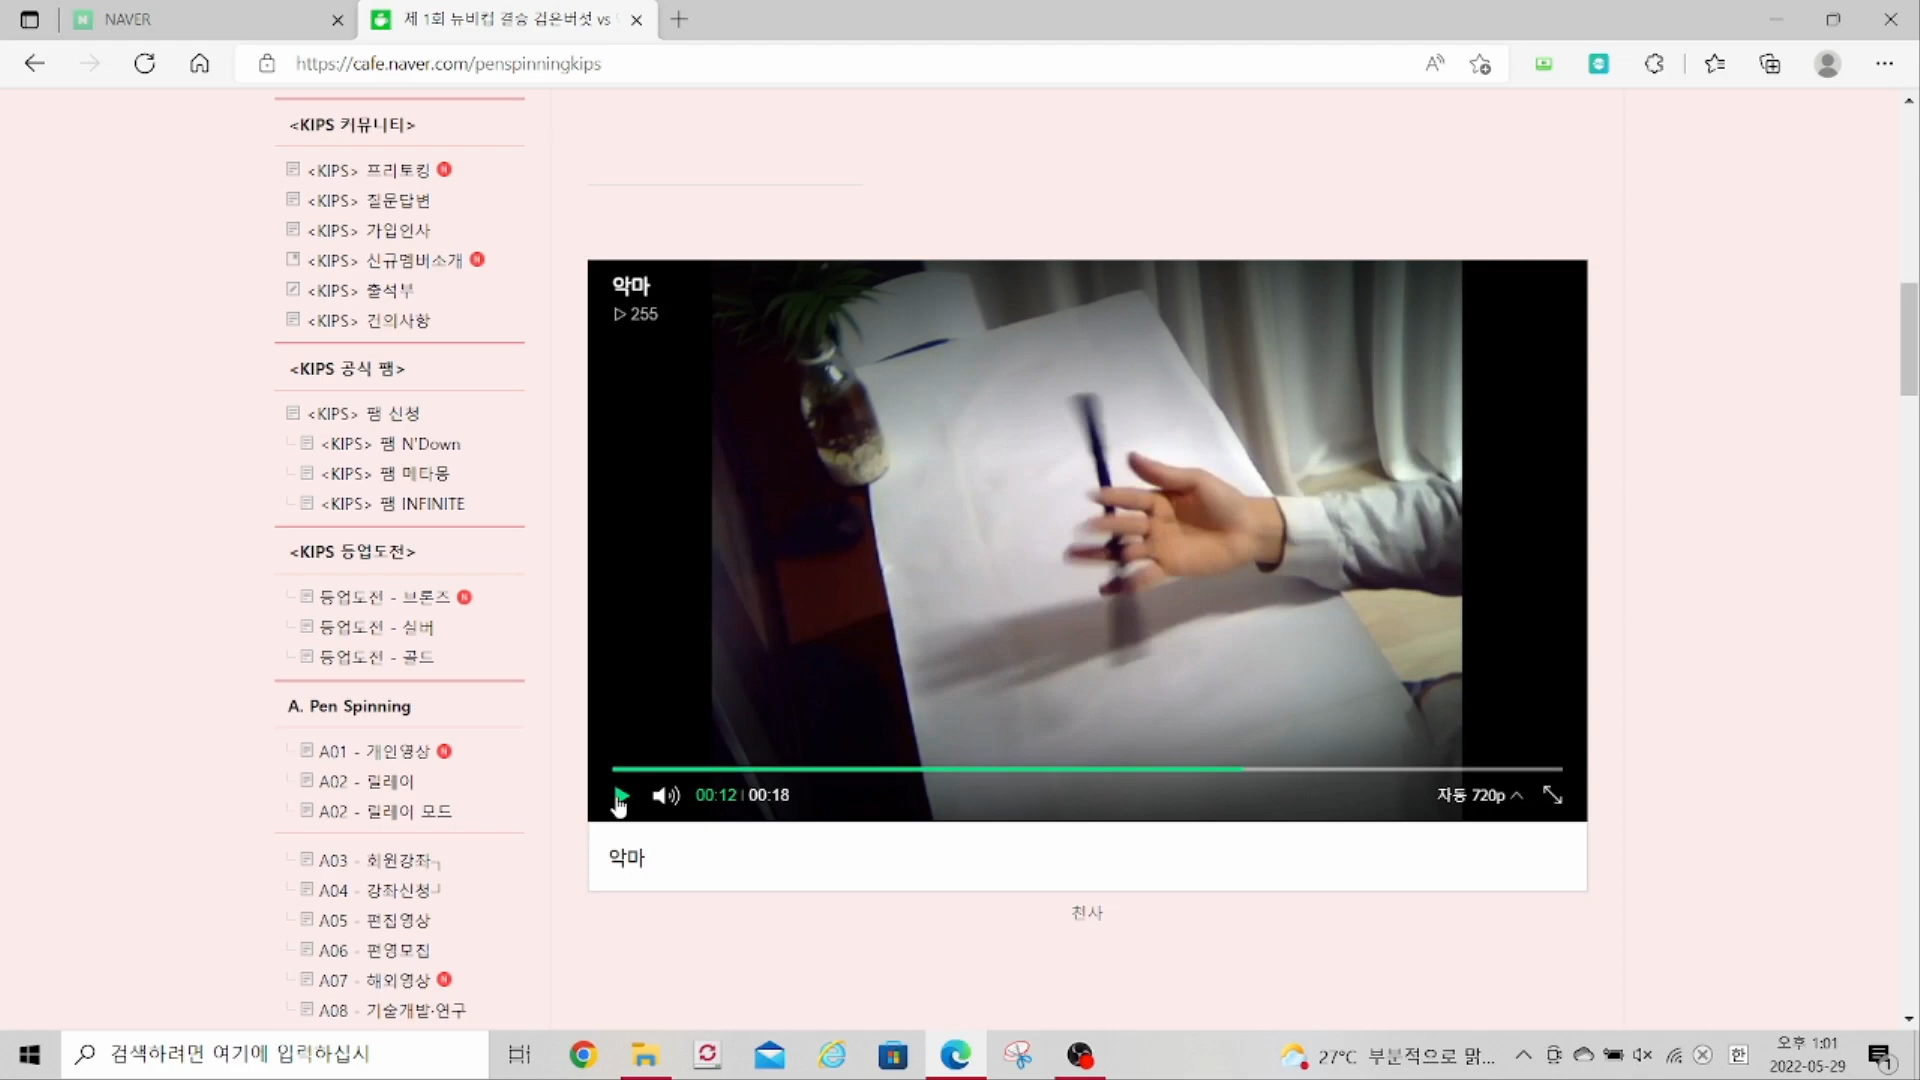 NAVER
제 1회 뉴비컵 결승 검은버섯 vs
https://cafe.naver.com/penspinningkips
<KIPS 커뮤니티>
<KIPS> 프리토킹 N
<KIPS> 질문답변
<KIPS> 가입인사
<KIPS> 신규멤버소개 N
<KIPS> 출석부
<KIPS> 건의사항
<KIPS 공식 팸>
<KIPS> 팸 신청
<KIPS> 팸 N'Down
<KIPS> 팸 메타몽
<KIPS> 팸 INFINITE
<KIPS 등업도전>
등업도전 - 브론즈 N
등업도전 - 실버
등업도전 - 골드
A. Pen Spinning
A01 - 개인영상 N
A02 - 릴레이
A02 - 릴레이 모드
A03 - 회원강좌┐
A04 - 강좌신청┘
A05 - 편집영상
A06 - 편영모집
A07 - 해외영상 N
A08 - 기술개발·연구
악마
255
00:12 00:18
자동 720p
악마
천사
검색하려면 여기에 입력하십시
27°C 부분적으로 맑...
한
오후 1:01
2022-05-29
1